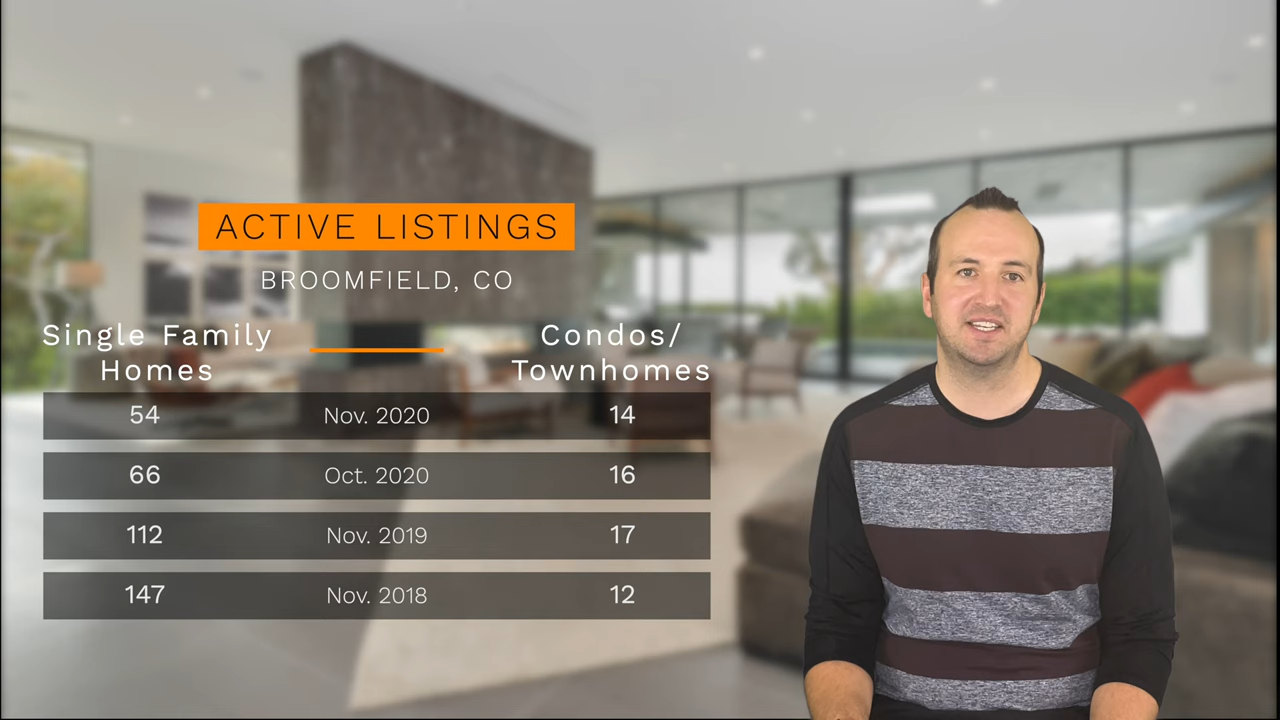 ACTIVE LISTINGS
BROOMFIELD, CO
Single Family
Homes
Condos/
Townhomes
54 Nov. 2020 14
66 Oct. 2020 16
112 Nov. 2019 17
147 Nov. 2018 12